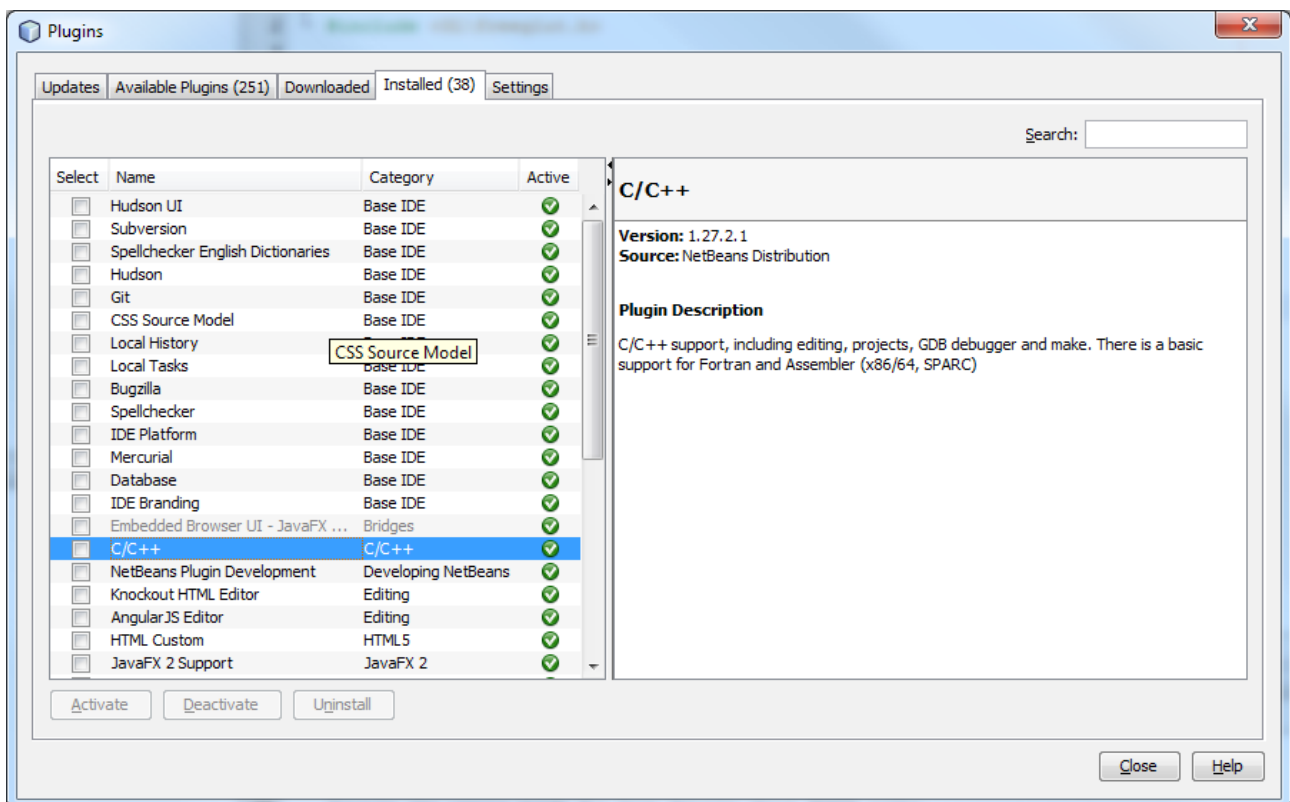 Plugins
Updates Available Plugins (251) Downloaded Installed (38) Settings
Search:
Select Name Category Active
Hudson UI Base IDE
Subversion Base IDE
Spellchecker English Dictionaries Base IDE
Hudson Base IDE
Git Base IDE
CSS Source Model Base IDE
Local History
CSS Source Model
Local Tasks Base IDE
Bugzilla Base IDE
Spellchecker Base IDE
IDE Platform Base IDE
Mercurial Base IDE
Database Base IDE
IDE Branding Base IDE
Embedded Browser UI - JavaFX ... Bridges
C/C++ C/C++
NetBeans Plugin Development Developing NetBeans
Knockout HTML Editor Editing
AngularJS Editor Editing
HTML Custom HTML5
JavaFX 2 Support JavaFX 2
C/C++
Version: 1.27.2.1
Source: NetBeans Distribution
Plugin Description
C/C++ support, including editing, projects, GDB debugger and make. There is a basic
support for Fortran and Assembler (x86/64, SPARC)
Activate Deactivate Uninstall
Close Help